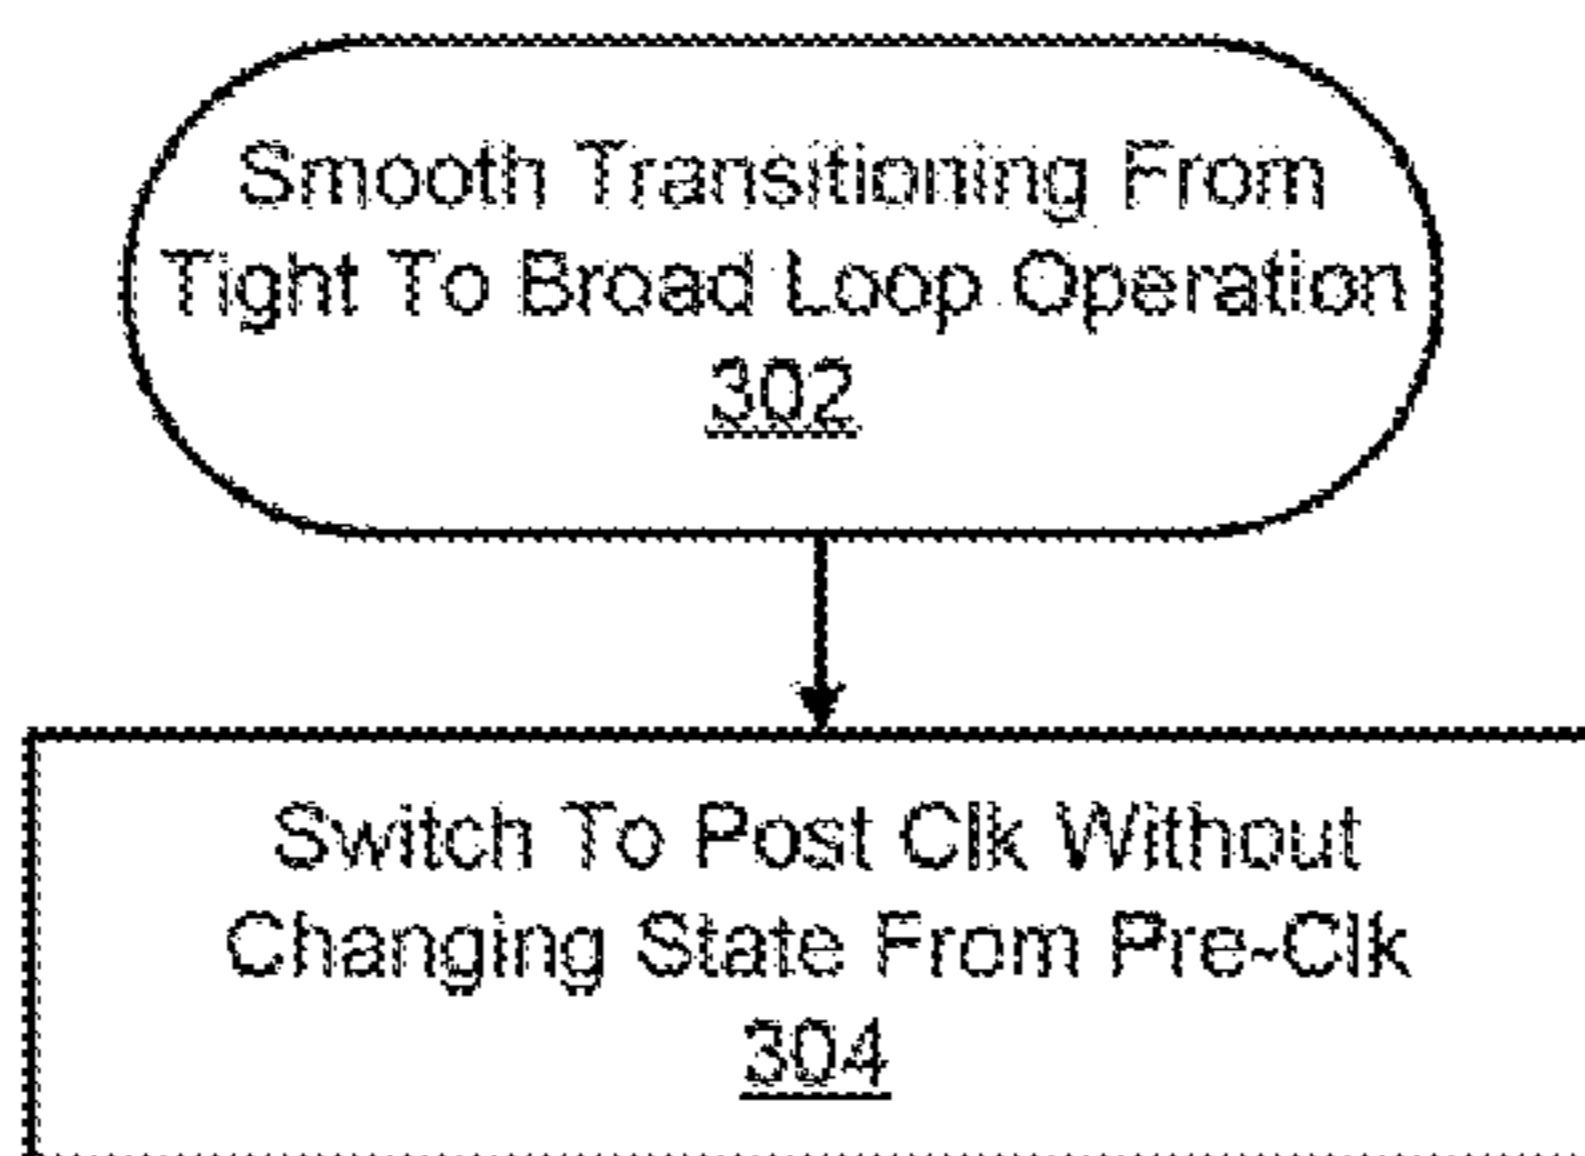 Smooth Transitioning From
Tight To Broad Loop Operation
302
Switch To Post Clk Without
Changing State From Pre-Clk
304